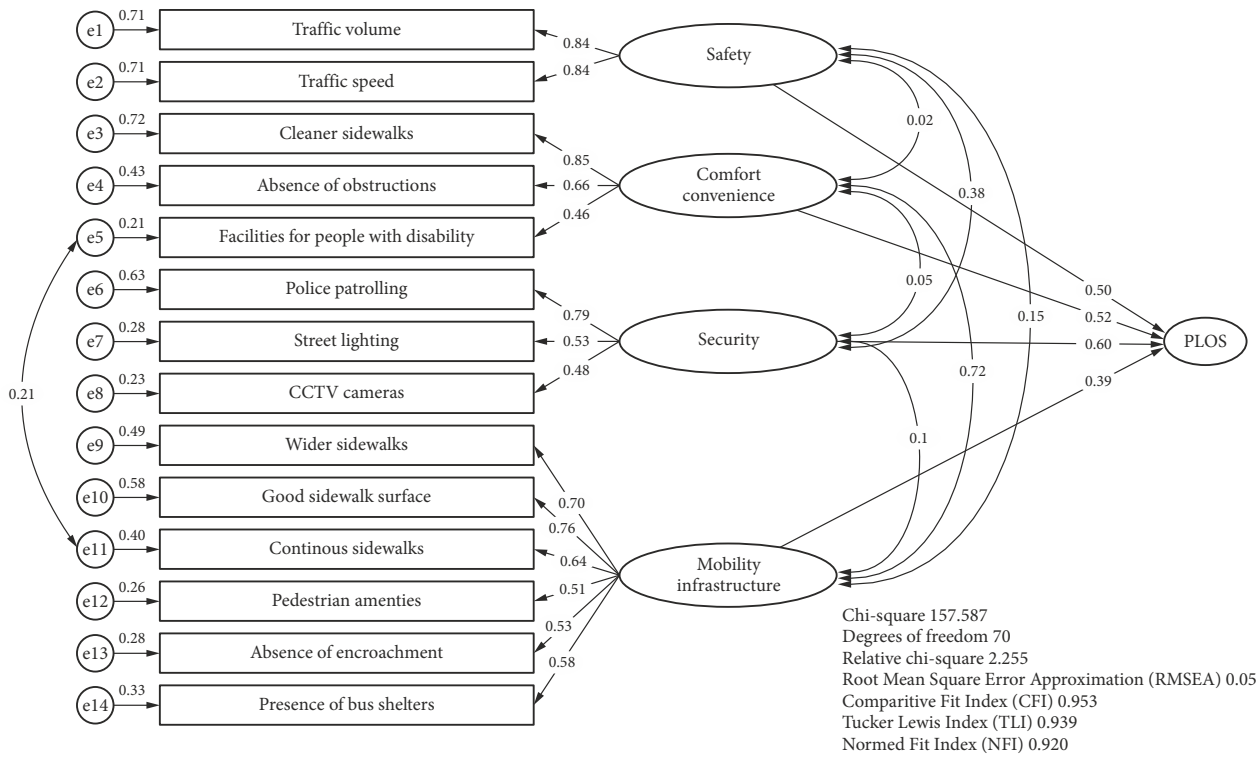 e1
0.71
Traffic volume
e2
0.71
Traffic speed
e3
0.72
Cleaner sidewalks
e4
0.43
Absence of obstructions
e5
0.21
Facilities for people with disability
e6
0.63
Police patrolling
e7
0.28
Street lighting
e8
0.23
CCTV cameras
e9
0.49
Wider sidewalks
e10
0.58
Good sidewalk surface
e11
0.40
Continous sidewalks
e12
0.26
Pedestrian amenties
e13
0.28
Absence of encroachment
e14
0.33
Presence of bus shelters
0.21
0.84
0.84
0.85
0.66
0.46
0.79
0.53
0.48
0.70
0.76
0.64
0.51
0.53
0.58
Safety
Comfort
convenience
Security
Mobility
infrastructure
0.02
0.38
0.05
0.15
0.72
0.1
0.50
0.52
0.60
0.39
PLOS
Chi-square 157.587
Degrees of freedom 70
Relative chi-square 2.255
Root Mean Square Error Approximation (RMSEA) 0.05
Comparitive Fit Index (CFI) 0.953
Tucker Lewis Index (TLI) 0.939
Normed Fit Index (NFI) 0.920